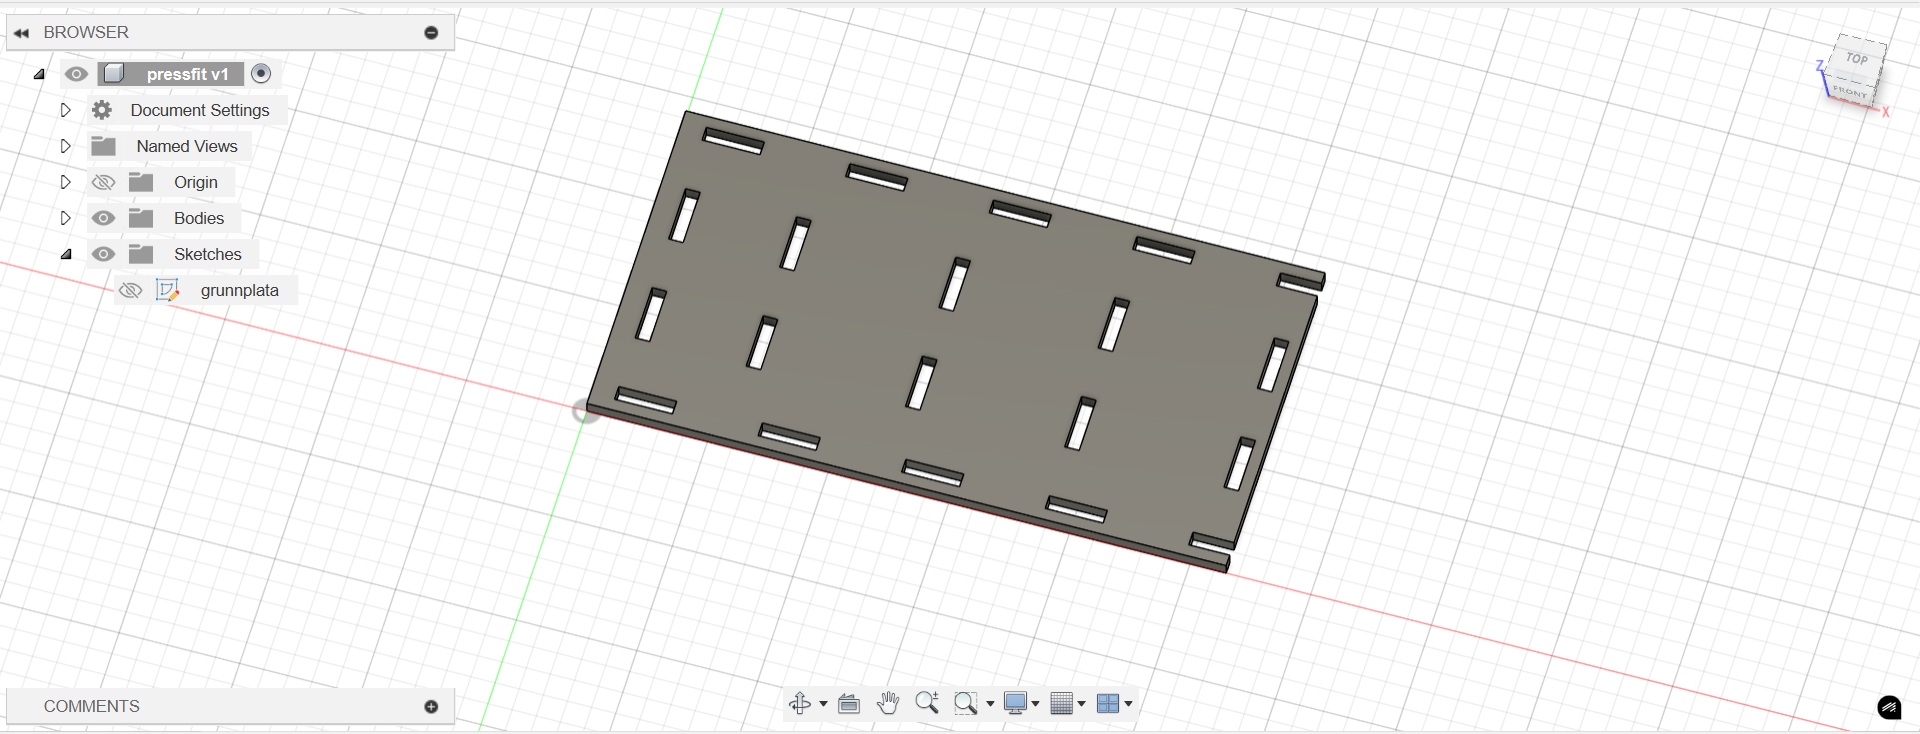 BROWSER
pressfit v1
Document Settings
Named Views
Origin
Bodies
Sketches
grunnplata
COMMENTS
TOP
FRONT
Z
X